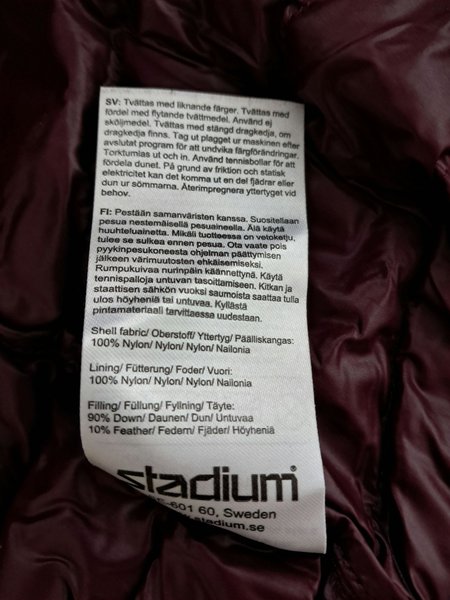 SV: Tvättas med liknande färger. Tvättas med
fördel med flytande tvättmedel. Använd ej
sköljmedel. Tvättas med stängd dragkedja, om
dragkedja finns. Tag ut plagget ur maskinen efter
avslutat program för att undvika färgförändringar.
Torktumlas ut och in. Använd tennisbollar för att
fördela dunet. På grund av friktion och statisk
elektricitet kan det komma ut en del fjädrar eller
dun ur sömmarna. Återimpregnera yttertyget vid
behov.
FI: Pestään samanväristen kanssa. Suositellaan
pesua nestemäisellä pesuaineella. Älä käytä
huuhteluainetta. Mikäli tuotteessa on vetoketju,
tulee se sulkea ennen pesua. Ota vaate pois
pyykinpesukoneesta ohjelman päättymisen
jälkeen värimuutosten ehkäisemiseksi.
Rumpukuivaa nurinpäin käännettynä. Käytä
tennispalloja untuvan tasoittamiseen. Kitkan ja
staattisen sähkön vuoksi saumoista saattaa tulla
ulos höyheniä tai untuvaa. Kyllästä
pintamateriaali tarvittaessa uudestaan.
Shell fabric/ Oberstoff/ Yttertyg/ Päälliskangas:
100% Nylon/ Nylon/ Nylon/ Nailonia
Lining/ Fütterung/ Foder/ Vuori:
100% Nylon/ Nylon/ Nylon/ Nailonia
Filling/ Füllung/ Fyllning/ Täyte:
90% Down/ Daunen/ Dun/ Untuvaa
10% Feather/ Federn/ Fjäder/ Höyheniä
stadium®
-601 60, Sweden
.stadium.se